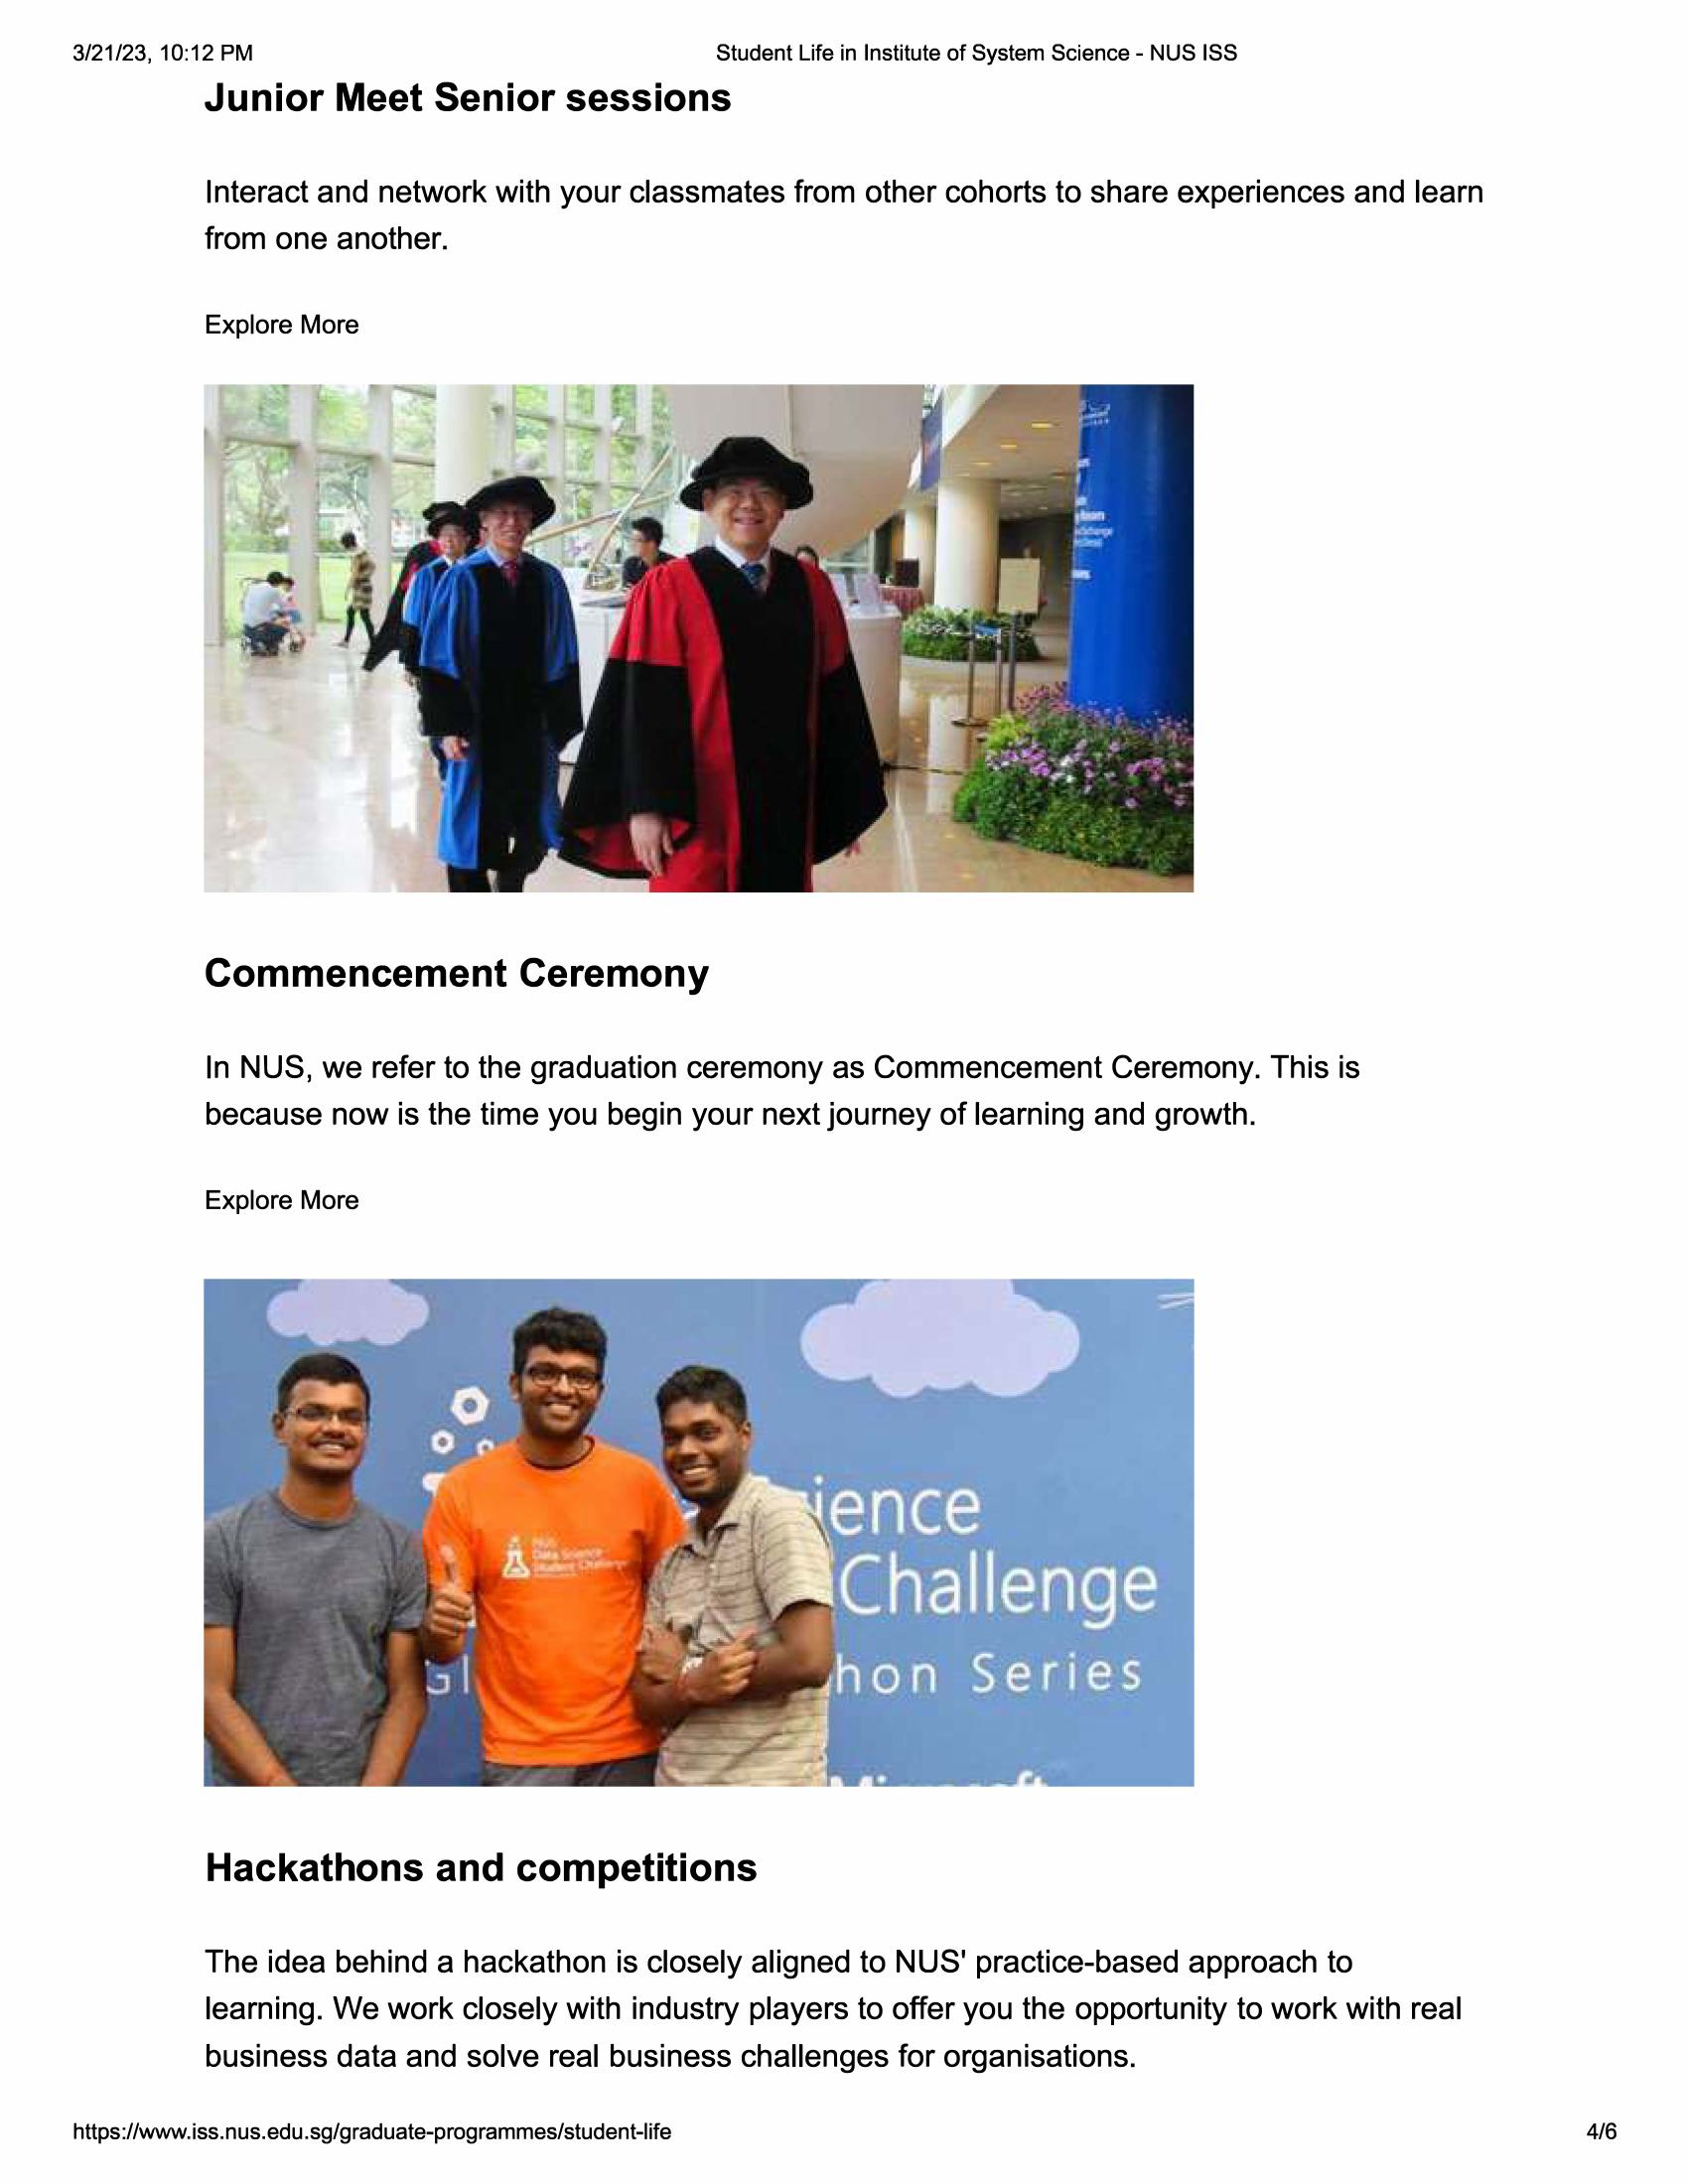 3/21/23, 10:12 PM
Student Life in Institute of System Science - NUS ISS
Junior Meet Senior sessions
Interact and network with your classmates from other cohorts to share experiences and learn
from one another.
Explore More
Commencement Ceremony
In NUS, we refer to the graduation ceremony as Commencement Ceremony. This is
because now is the time you begin your next journey of learning and growth.
Explore More
NUS
Data Science
Student Challenge
ience
Challenge
Gl
hon Series
Microsoft
Hackathons and competitions
The idea behind a hackathon is closely aligned to NUS' practice-based approach to
learning. We work closely with industry players to offer you the opportunity to work with real
business data and solve real business challenges for organisations.
https://www.iss.nus.edu.sg/graduate-programmes/student-life
4/6